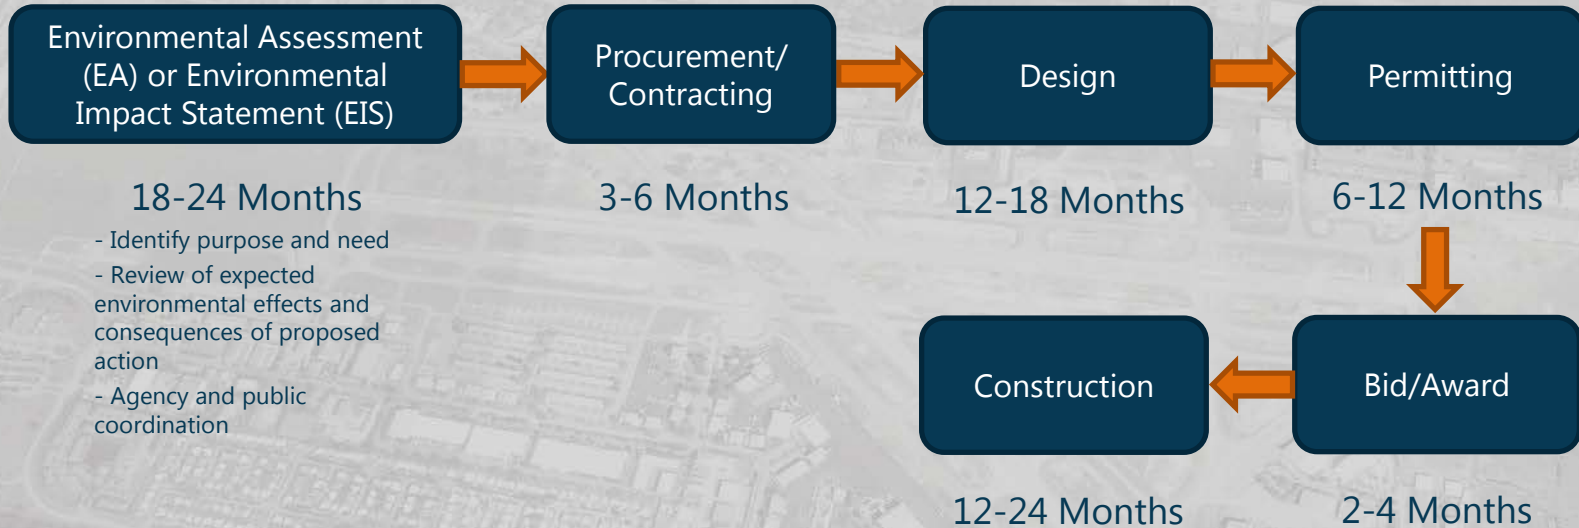 Environmental Assessment
(EA) or Environmental
Impact Statement (EIS)
18-24 Months
- Identify purpose and need
- Review of expected
environmental effects and
consequences of proposed
action
- Agency and public
coordination
Procurement/
Contracting
3-6 Months
Design
12-18 Months
Permitting
6-12 Months
Bid/Award
2-4 Months
Construction
12-24 Months